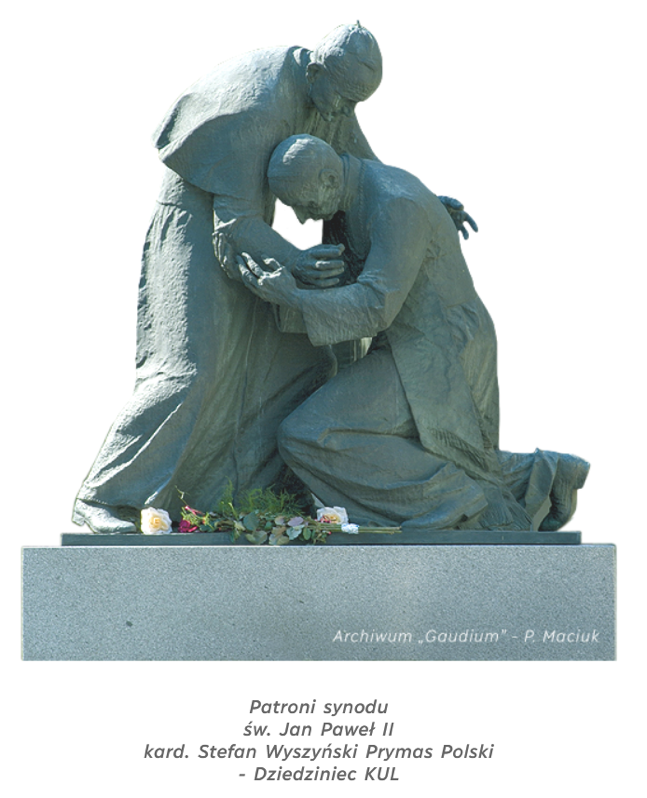 Archiwum „Gaudium” - P. Maciuk
Patroni synodu
św. Jan Paweł II
kard. Stefan Wyszyński Prymas Polski
- Dziedziniec KUL